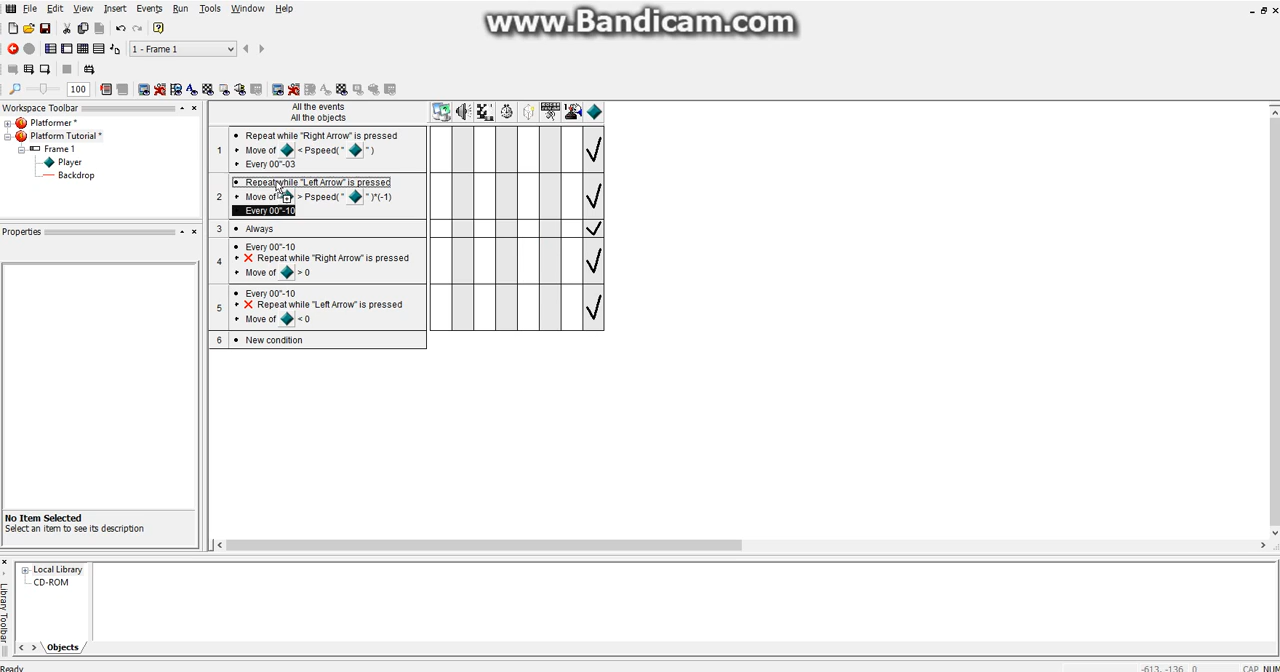 www.Bandicam.com
File Edit View Insert Events Run Tools Window Help
1 - Frame 1
100
Workspace Toolbar
Platformer *
Platform Tutorial *
Frame 1
Player
Backdrop
Properties
No Item Selected
Select an item to see its description
All the events
All the objects
1
Repeat while "Right Arrow" is pressed
Move of < Pspeed( " " )
Every 00"-03
2
Repeat while "Left Arrow" is pressed
Move of > Pspeed( " " )*(-1)
Every 00"-10
3 Always
4
Every 00"-10
Repeat while "Right Arrow" is pressed
Move of > 0
5
Every 00"-10
Repeat while "Left Arrow" is pressed
Move of < 0
6 New condition
Library Toolbar
Local Library
CD-ROM
Objects
Ready
-613, -136 0 CAP NUM